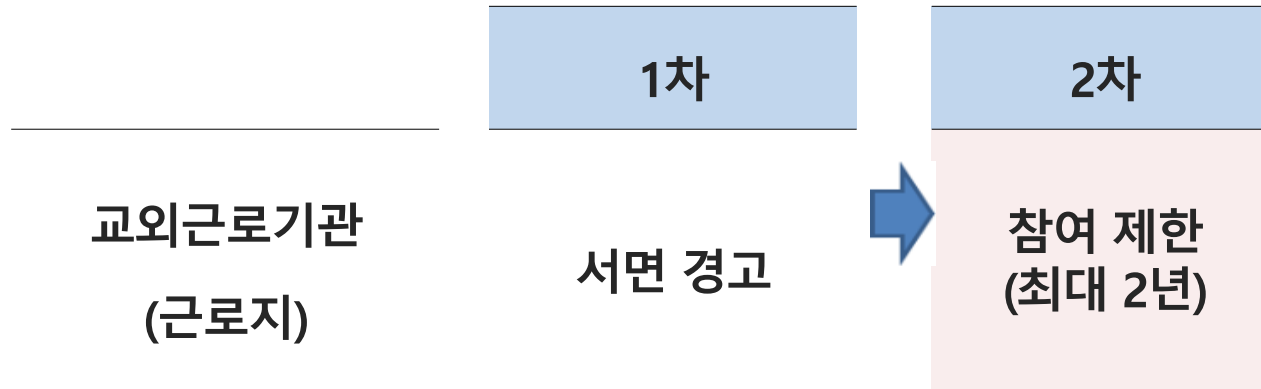 1차
2차
교외근로기관
(근로지)
서면 경고
참여 제한
(최대 2년)